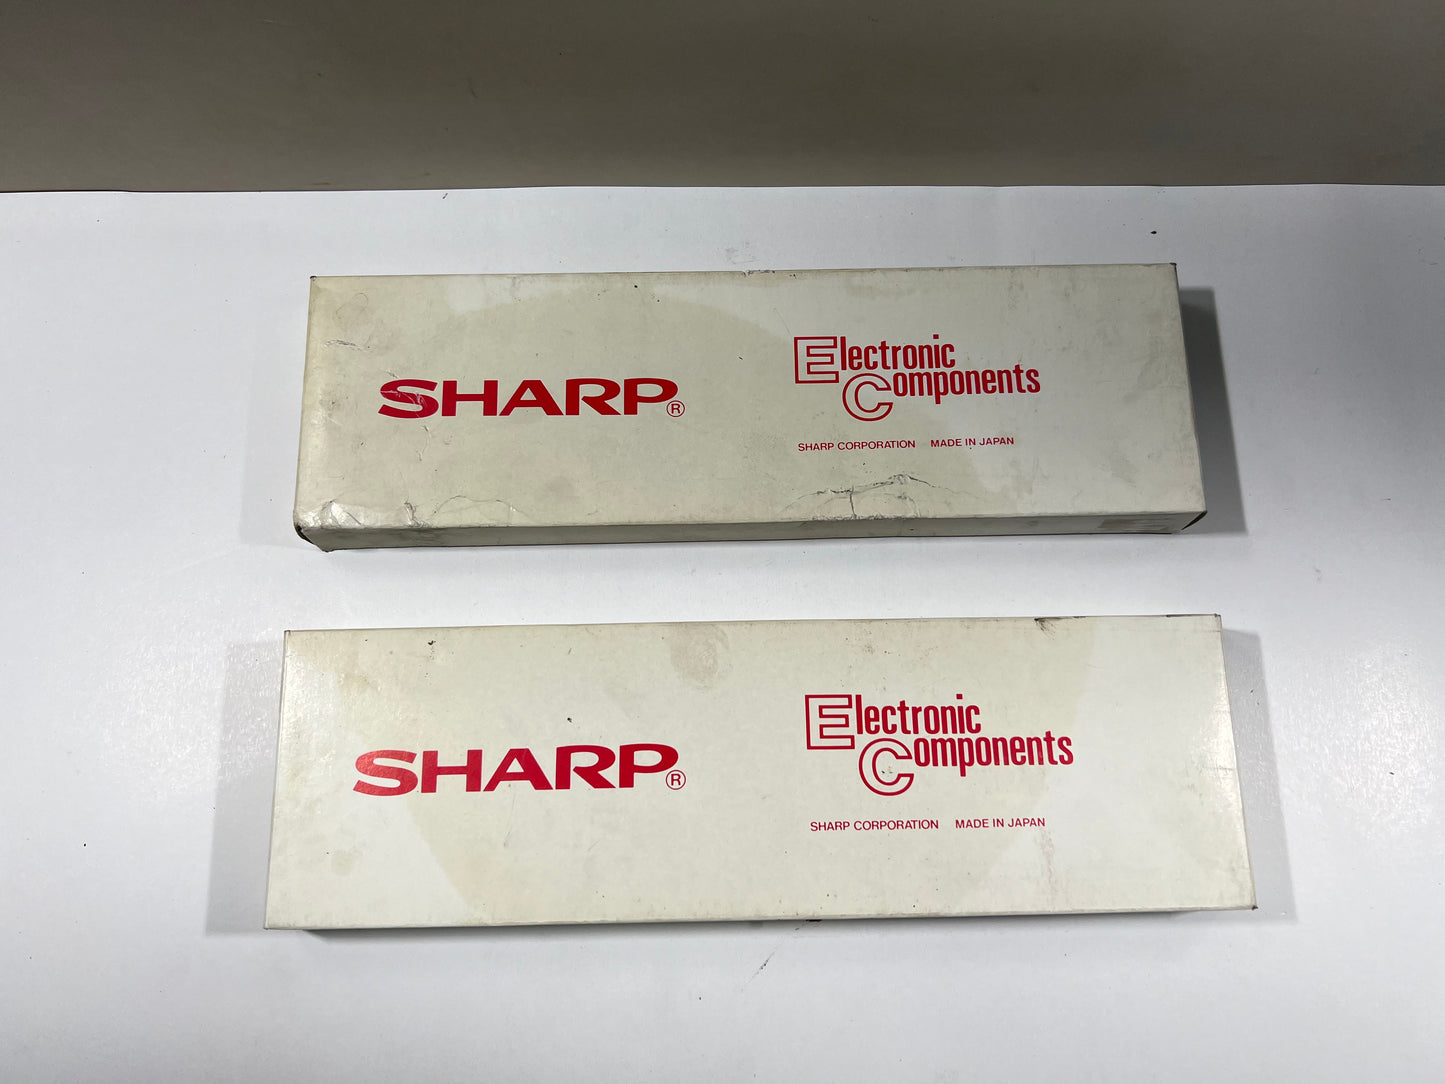 SHARP®
Electronic
Components
SHARP CORPORATION MADE IN JAPAN
SHARP®
Electronic
Components
SHARP CORPORATION MADE IN JAPAN